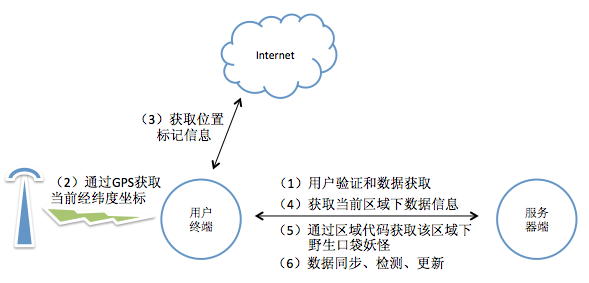 Internet
（3）获取位置
标记信息
（2）通过GPS获取
当前经纬度坐标
用户
终端
（1）用户验证和数据获取
（4）获取当前区域下数据信息
（5）通过区域代码获取该区域下
野生口袋妖怪
（6）数据同步、检测、更新
服务
器端